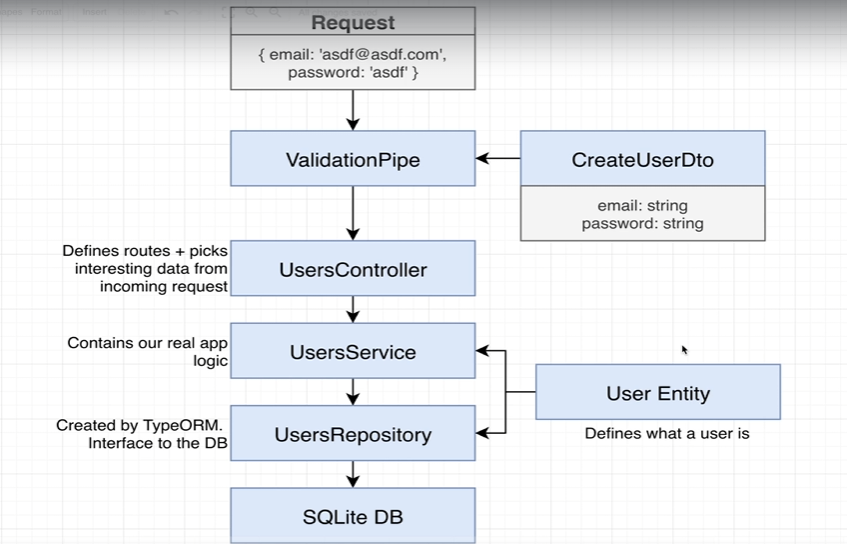 Request
{ email: 'asdf@asdf.com',
password: 'asdf' }
ValidationPipe
CreateUserDto
email: string
password: string
Defines routes + picks
interesting data from
incoming request
UsersController
Contains our real app
logic
UsersService
User Entity
Defines what a user is
Created by TypeORM.
Interface to the DB
UsersRepository
SQLite DB